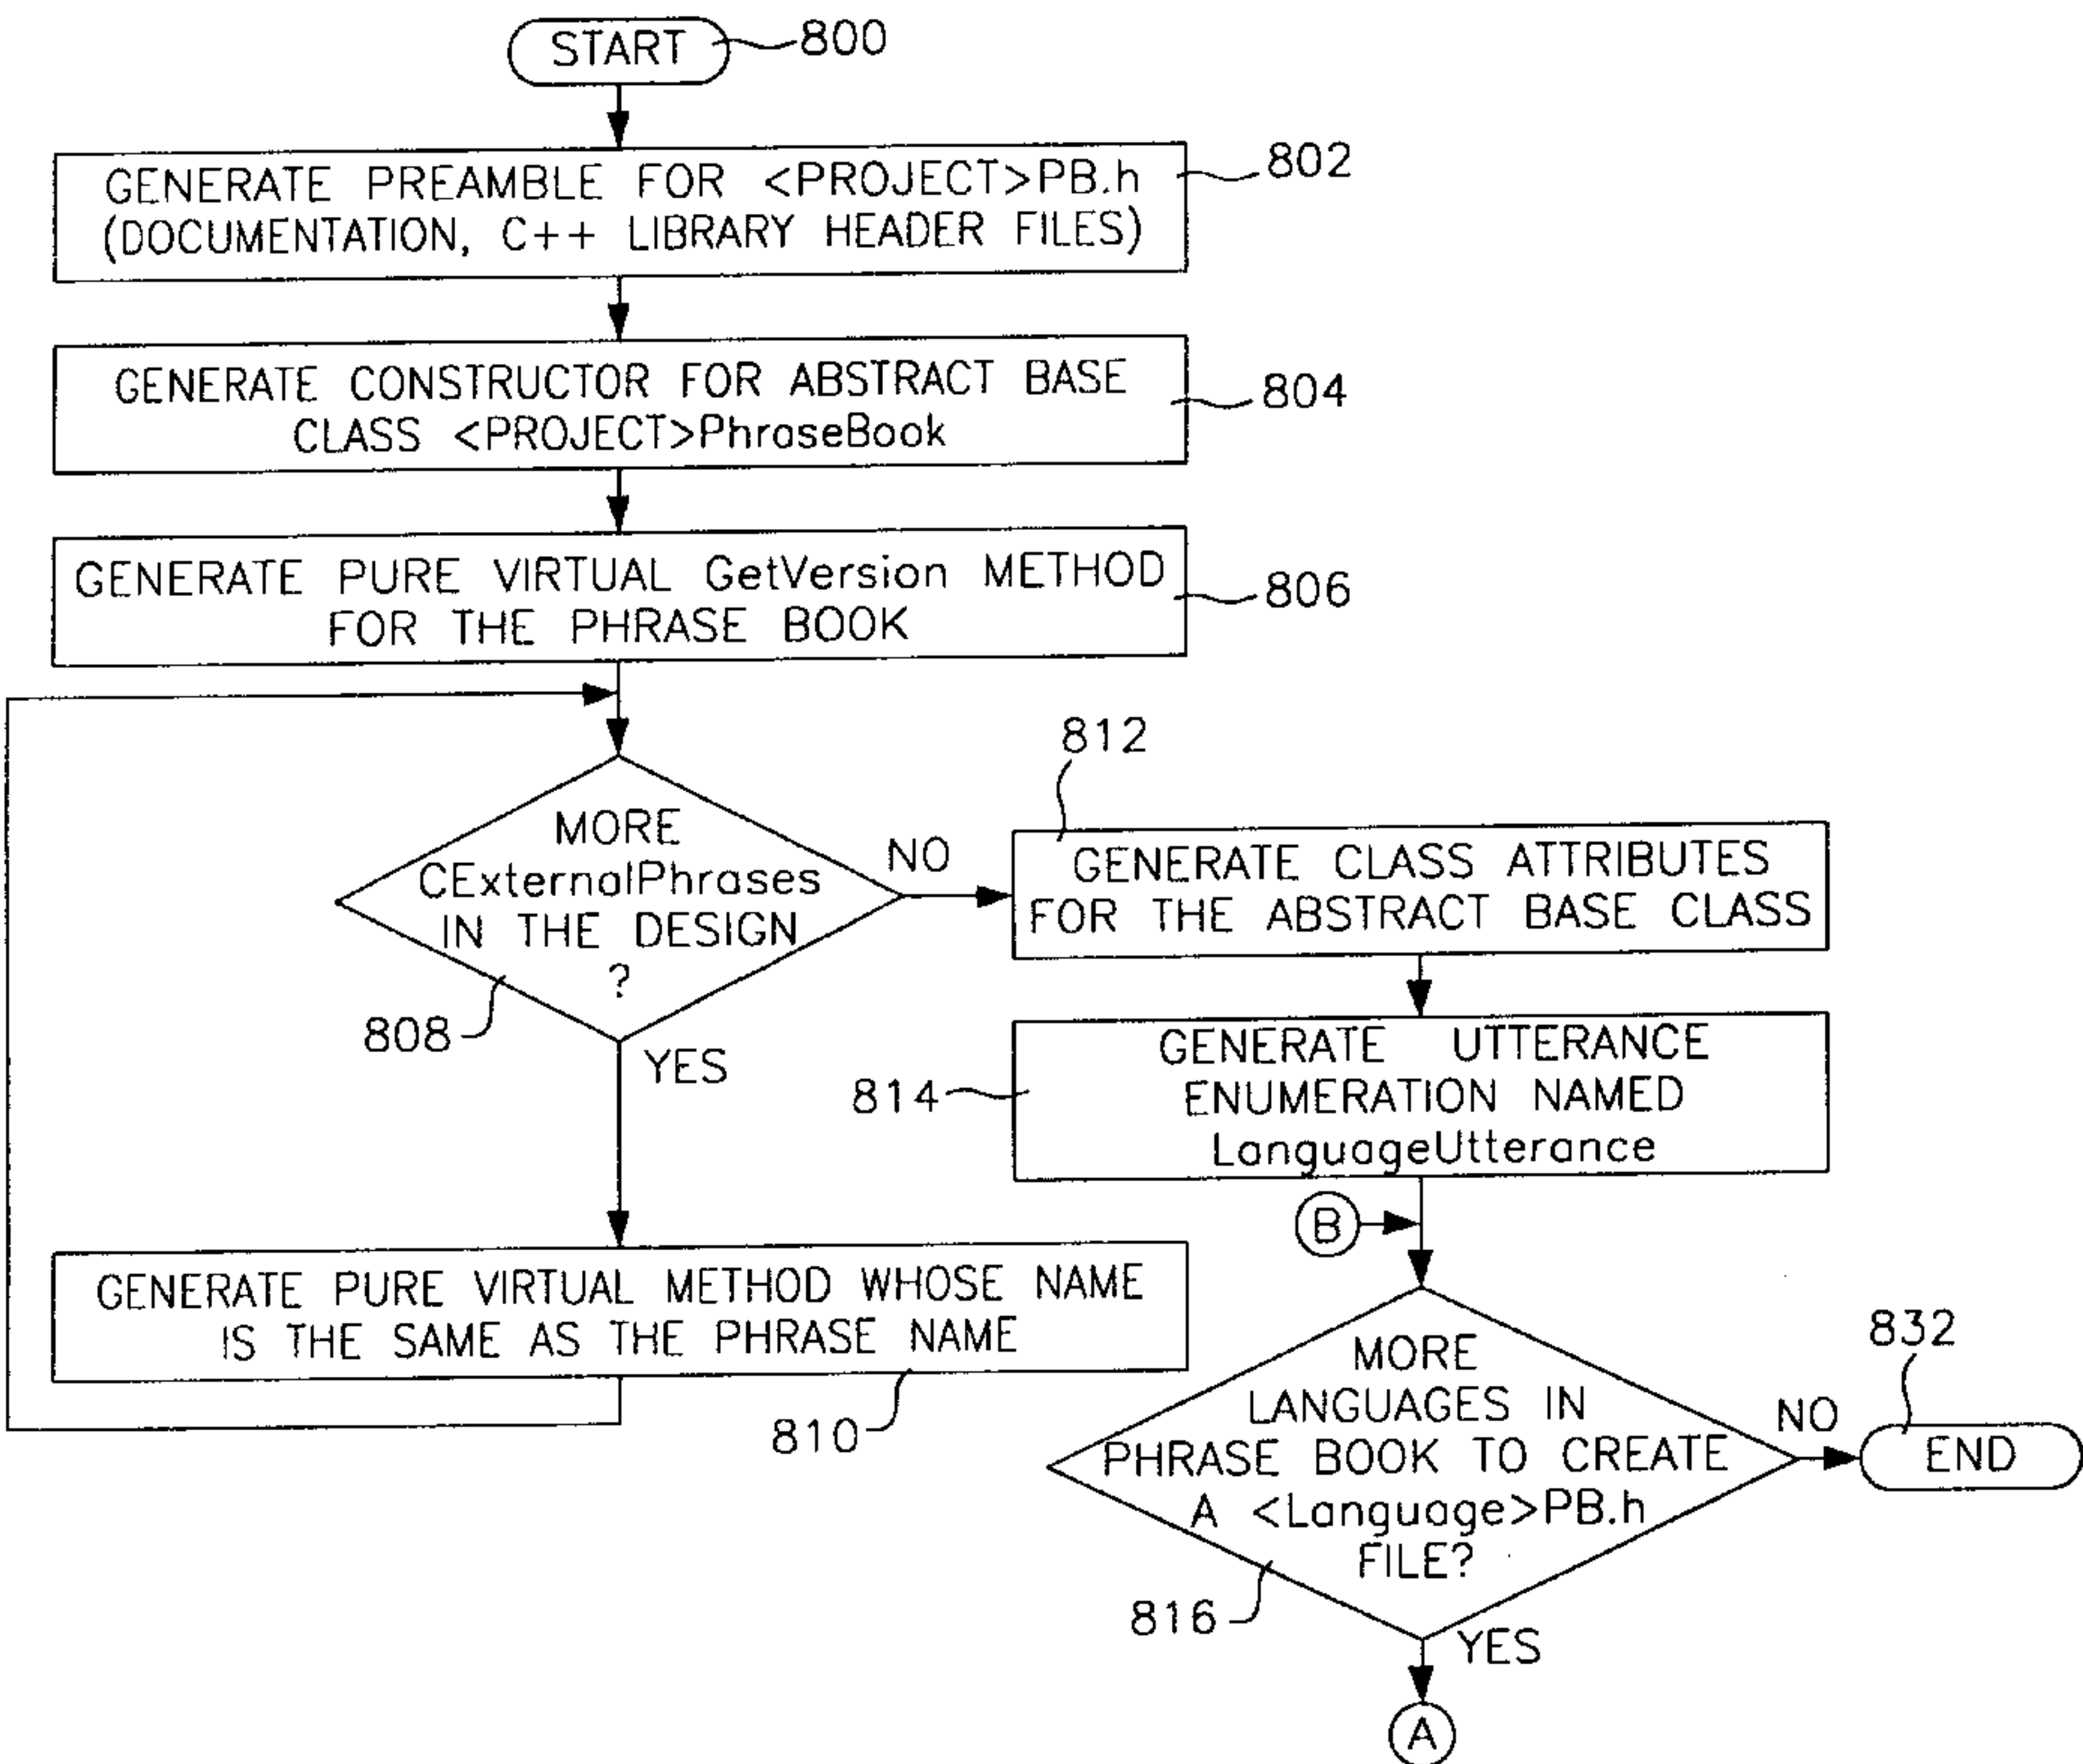 START
800
GENERATE PREAMBLE FOR <PROJECT>PB.h
(DOCUMENTATION, C++ LIBRARY HEADER FILES)
802
GENERATE CONSTRUCTOR FOR ABSTRACT BASE
CLASS <PROJECT>PhraseBook
804
GENERATE PURE VIRTUAL GetVersion METHOD
FOR THE PHRASE BOOK
806
MORE
CExternalPhrases
IN THE DESIGN
?
808
NO
YES
812
GENERATE CLASS ATTRIBUTES
FOR THE ABSTRACT BASE CLASS
GENERATE UTTERANCE
ENUMERATION NAMED
LanguageUtterance
814
B
GENERATE PURE VIRTUAL METHOD WHOSE NAME
IS THE SAME AS THE PHRASE NAME
810
MORE
LANGUAGES IN
PHRASE BOOK TO CREATE
A <Language>PB.h
FILE?
816
NO
832
END
YES
A